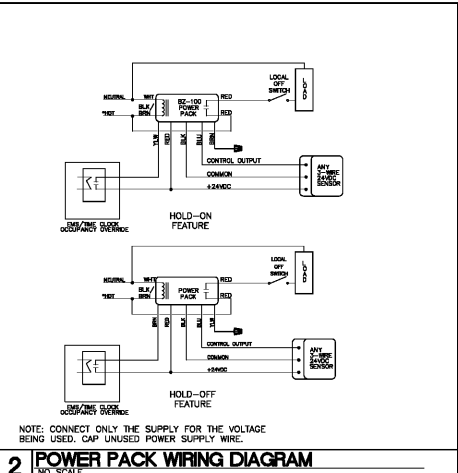 LOCAL
OFF
SWITCH
LOAD
NEUTRAL
WHT
RED
BZ-100
POWER
PACK
*HOT
BLK/
BRN
RED
YLW
RED
BLK
BLU
BRN
CONTROL OUTPUT
COMMON
+24VDC
ANY
3-WIRE
24VDC
SENSOR
EMS/TIME CLOCK
OCCUPANCY OVERRIDE
HOLD-ON
FEATURE
LOCAL
OFF
SWITCH
LOAD
NEUTRAL
WHT
RED
POWER
PACK
*HOT
BLK/
BRN
RED
BRN
RED
BLK
BLU
YLW
CONTROL OUTPUT
COMMON
+24VDC
ANY
3-WIRE
24VDC
SENSOR
EMS/TIME CLOCK
OCCUPANCY OVERRIDE
HOLD-OFF
FEATURE
NOTE: CONNECT ONLY THE SUPPLY FOR THE VOLTAGE
BEING USED. CAP UNUSED POWER SUPPLY WIRE.
2 POWER PACK WIRING DIAGRAM
NO SCALE